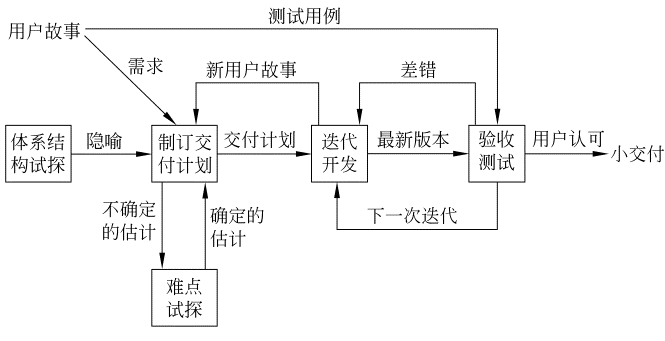 测试用例
用户故事
需求
新用户故事
差错
体系结
构试探
隐喻
制订交
付计划
交付计划
迭代
开发
最新版本
验收
测试
用户认可
小交付
不确定
的估计
确定的
估计
下一次迭代
难点
试探